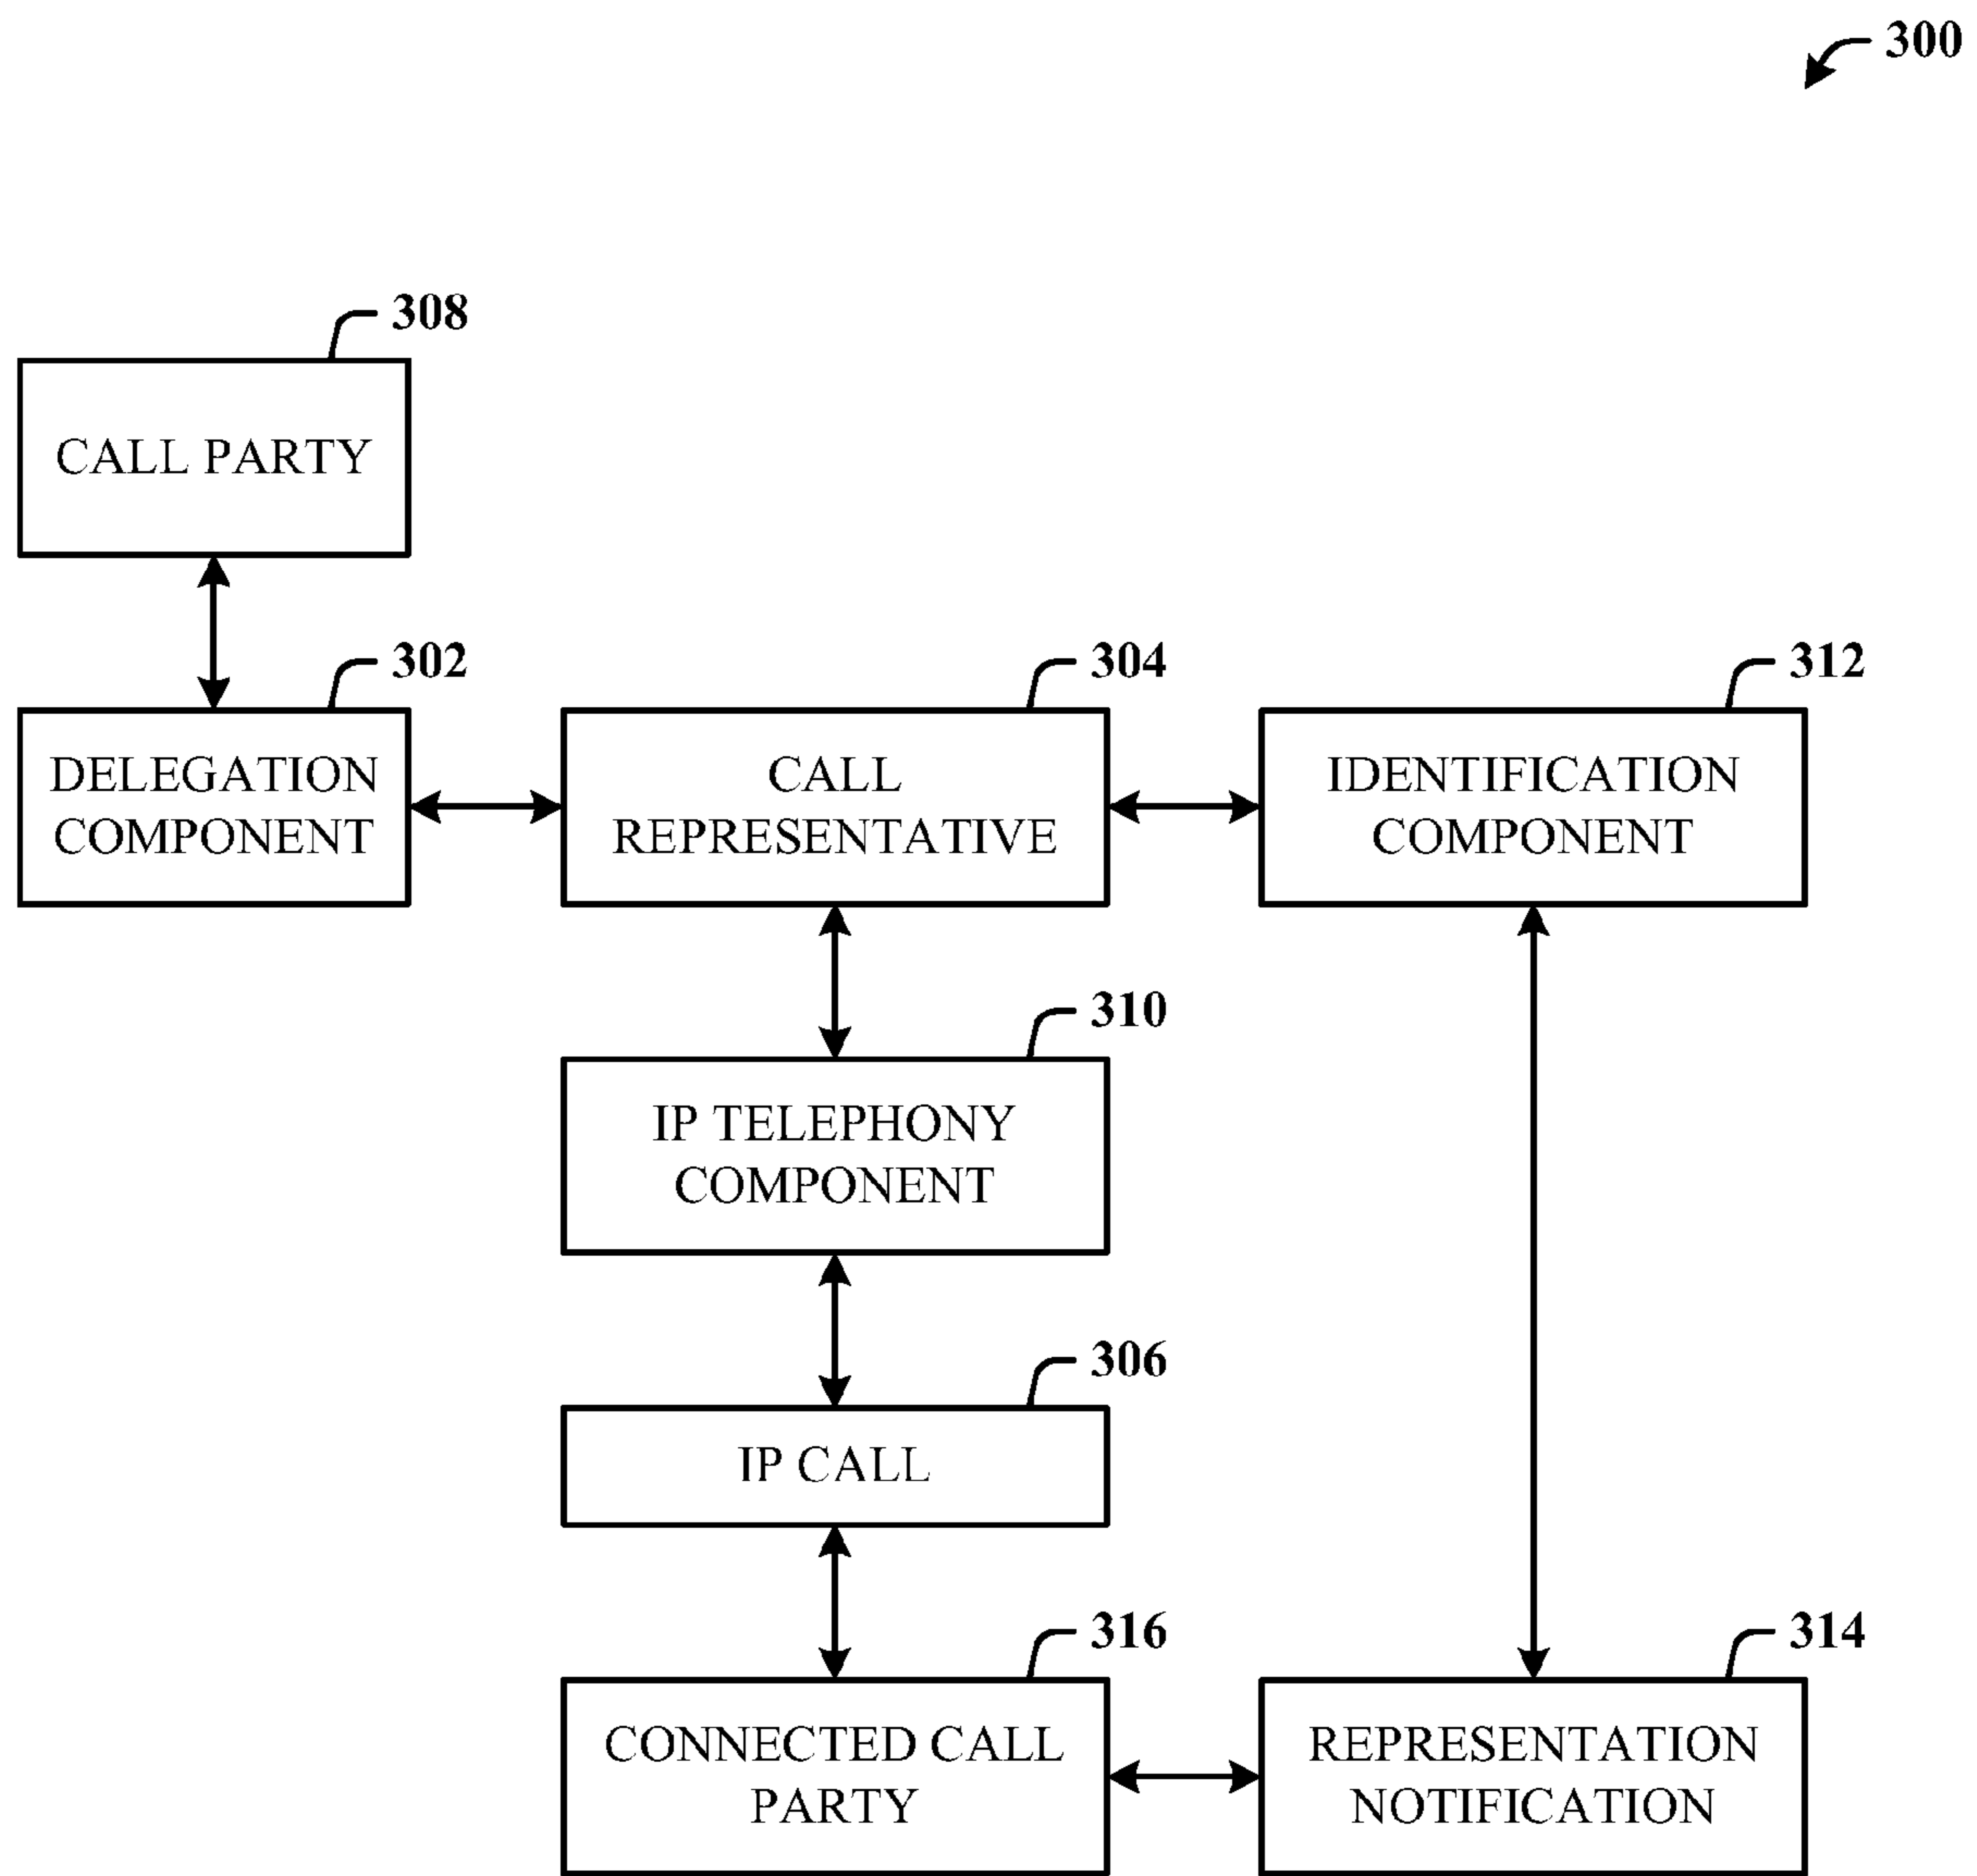 300
308
CALL PARTY
302
304
312
DELEGATION
COMPONENT
CALL
REPRESENTATIVE
IDENTIFICATION
COMPONENT
310
IP TELEPHONY
COMPONENT
306
IP CALL
316
314
CONNECTED CALL
PARTY
REPRESENTATION
NOTIFICATION